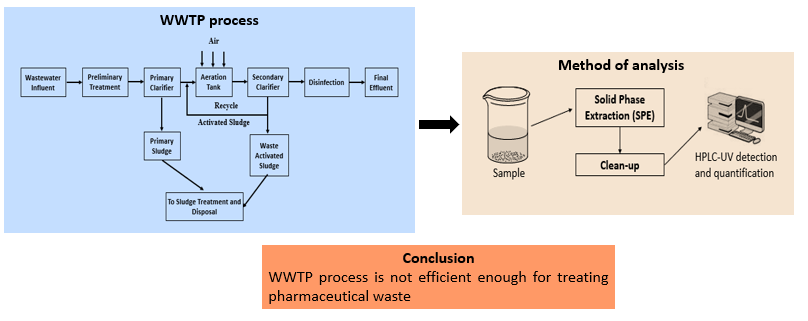 WWTP process
Air
Wastewater
Influent
Preliminary
Treatment
Primary
Clarifier
Aeration
Tank
Secondary
Clarifier
Disinfection
Final
Effluent
Recycle
Activated Sludge
Primary
Sludge
Waste
Activated
Sludge
To Sludge Treatment and
Disposal
Method of analysis
Solid Phase
Extraction (SPE)
Clean-up
Sample
HPLC-UV detection
and quantification
Conclusion
WWTP process is not efficient enough for treating
pharmaceutical waste